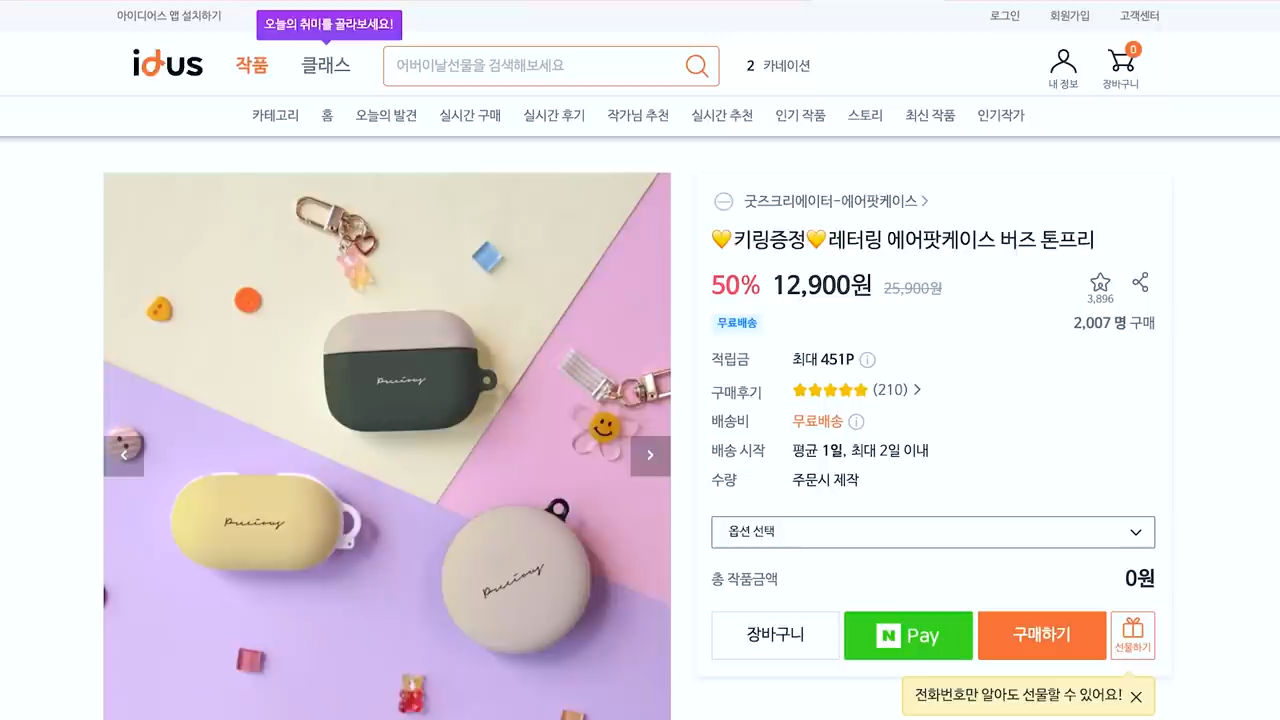 아이디어스 앱 설치하기
로그인 회원가입 고객센터
오늘의 취미를 골라보세요!
idus 작품 클래스 어버이날선물을 검색해보세요 2 카네이션 0
내 정보 장바구니
카테고리 홈 오늘의 발견 실시간 구매 실시간 후기 작가님 추천 실시간 추천 인기 작품 스토리 최신 작품 인기작가
굿즈크리에이터-에어팟케이스
💛키링증정💛레터링 에어팟케이스 버즈 톤프리
50% 12,900원 25,900원
3,896
무료배송 2,007 명 구매
적립금 최대 451P
구매후기 (210)
배송비 무료배송
배송 시작 평균 1일, 최대 2일 이내
수량 주문시 제작
옵션 선택
총 작품금액 0원
장바구니 N Pay 구매하기 선물하기
전화번호만 알아도 선물할 수 있어요!
Precious
Precious
Precious